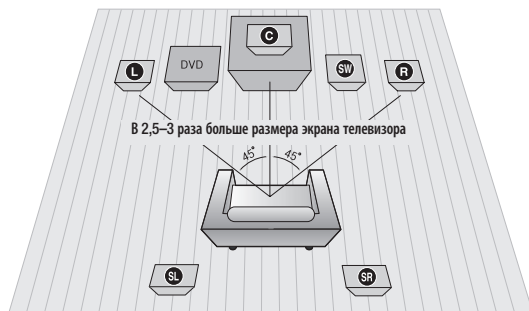 C
L
DVD
SW
R
В 2,5–3 раза больше размера экрана телевизора
45°
45°
SL
SR